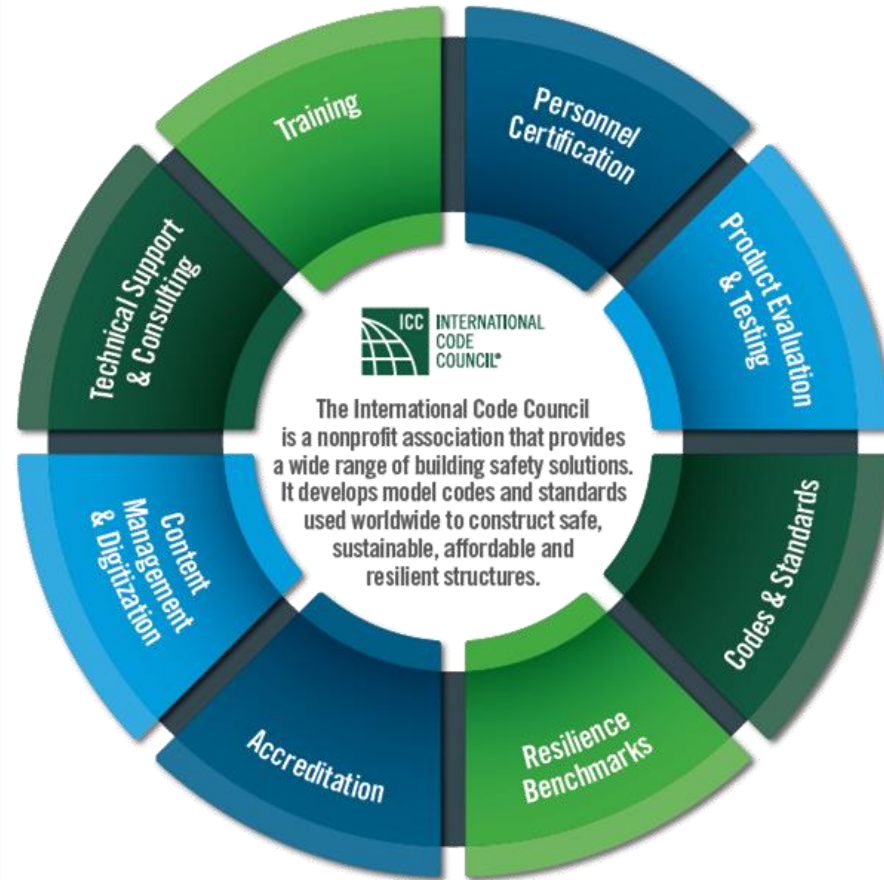 Training
Personnel
Certification
Product Evaluation
& Testing
Codes & Standards
Resilience
Benchmarks
Accreditation
Content
Management
& Digitization
Technical Support
& Consulting
ICC
INTERNATIONAL
CODE
COUNCIL®
The International Code Council
is a nonprofit association that provides
a wide range of building safety solutions.
It develops model codes and standards
used worldwide to construct safe,
sustainable, affordable and
resilient structures.